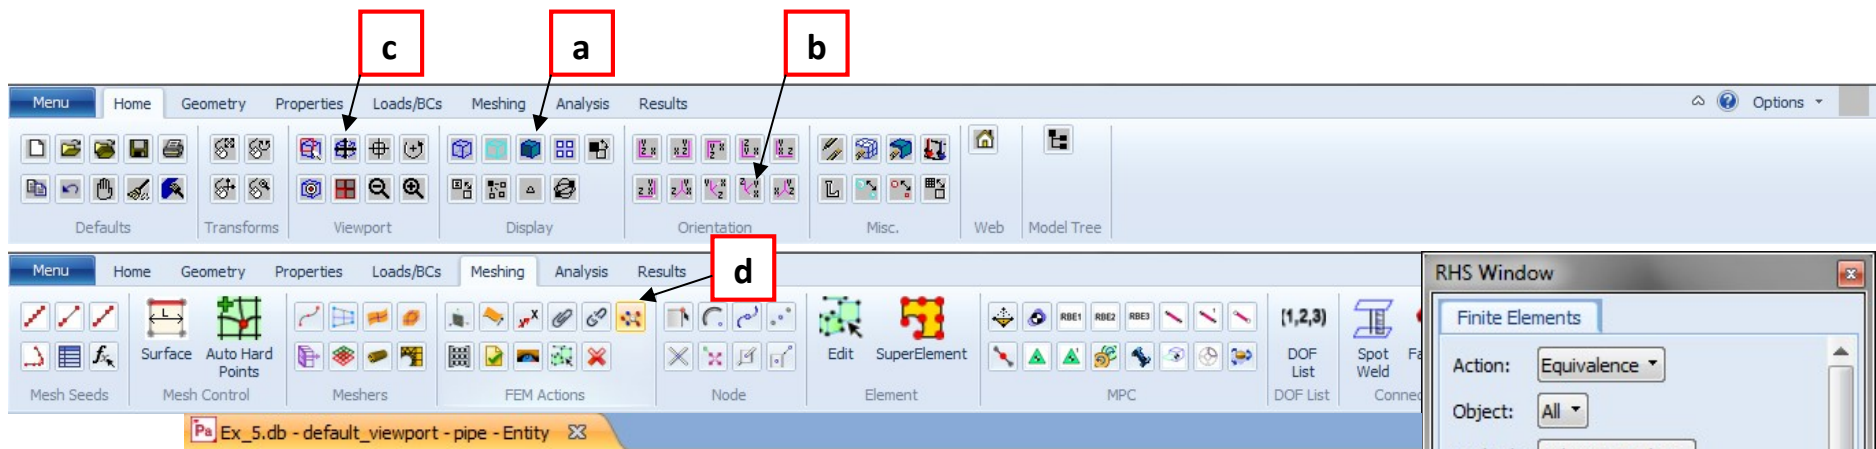 c a b
Menu Home Geometry Properties Loads/BCs Meshing Analysis Results Options
Defaults Transforms Viewport Display Orientation Misc. Web Model Tree
Menu Home Geometry Properties Loads/BCs Meshing Analysis Results d RHS Window
Finite Elements
RBE1 RBE2 RBE3 (1,2,3)
Surface Auto Hard Points Edit SuperElement DOF List Spot Weld
Action: Equivalence
Mesh Seeds Mesh Control Meshers FEM Actions Node Element MPC DOF List
Object: All
Ex_5.db - default_viewport - pipe - Entity